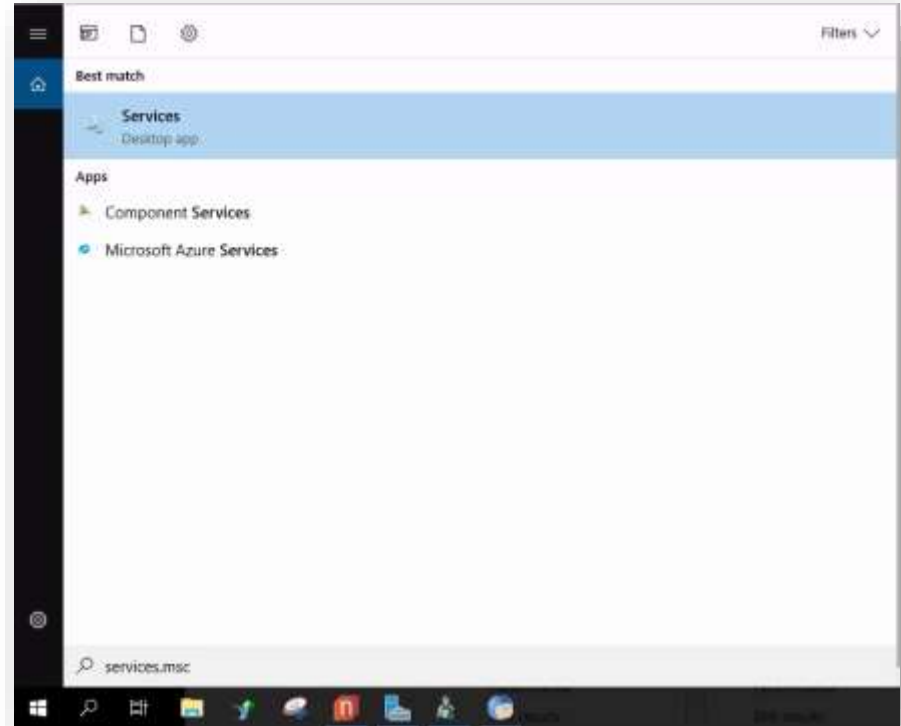 Filters
Best match
Services
Desktop app
Apps
Component Services
Microsoft Azure Services
services.msc